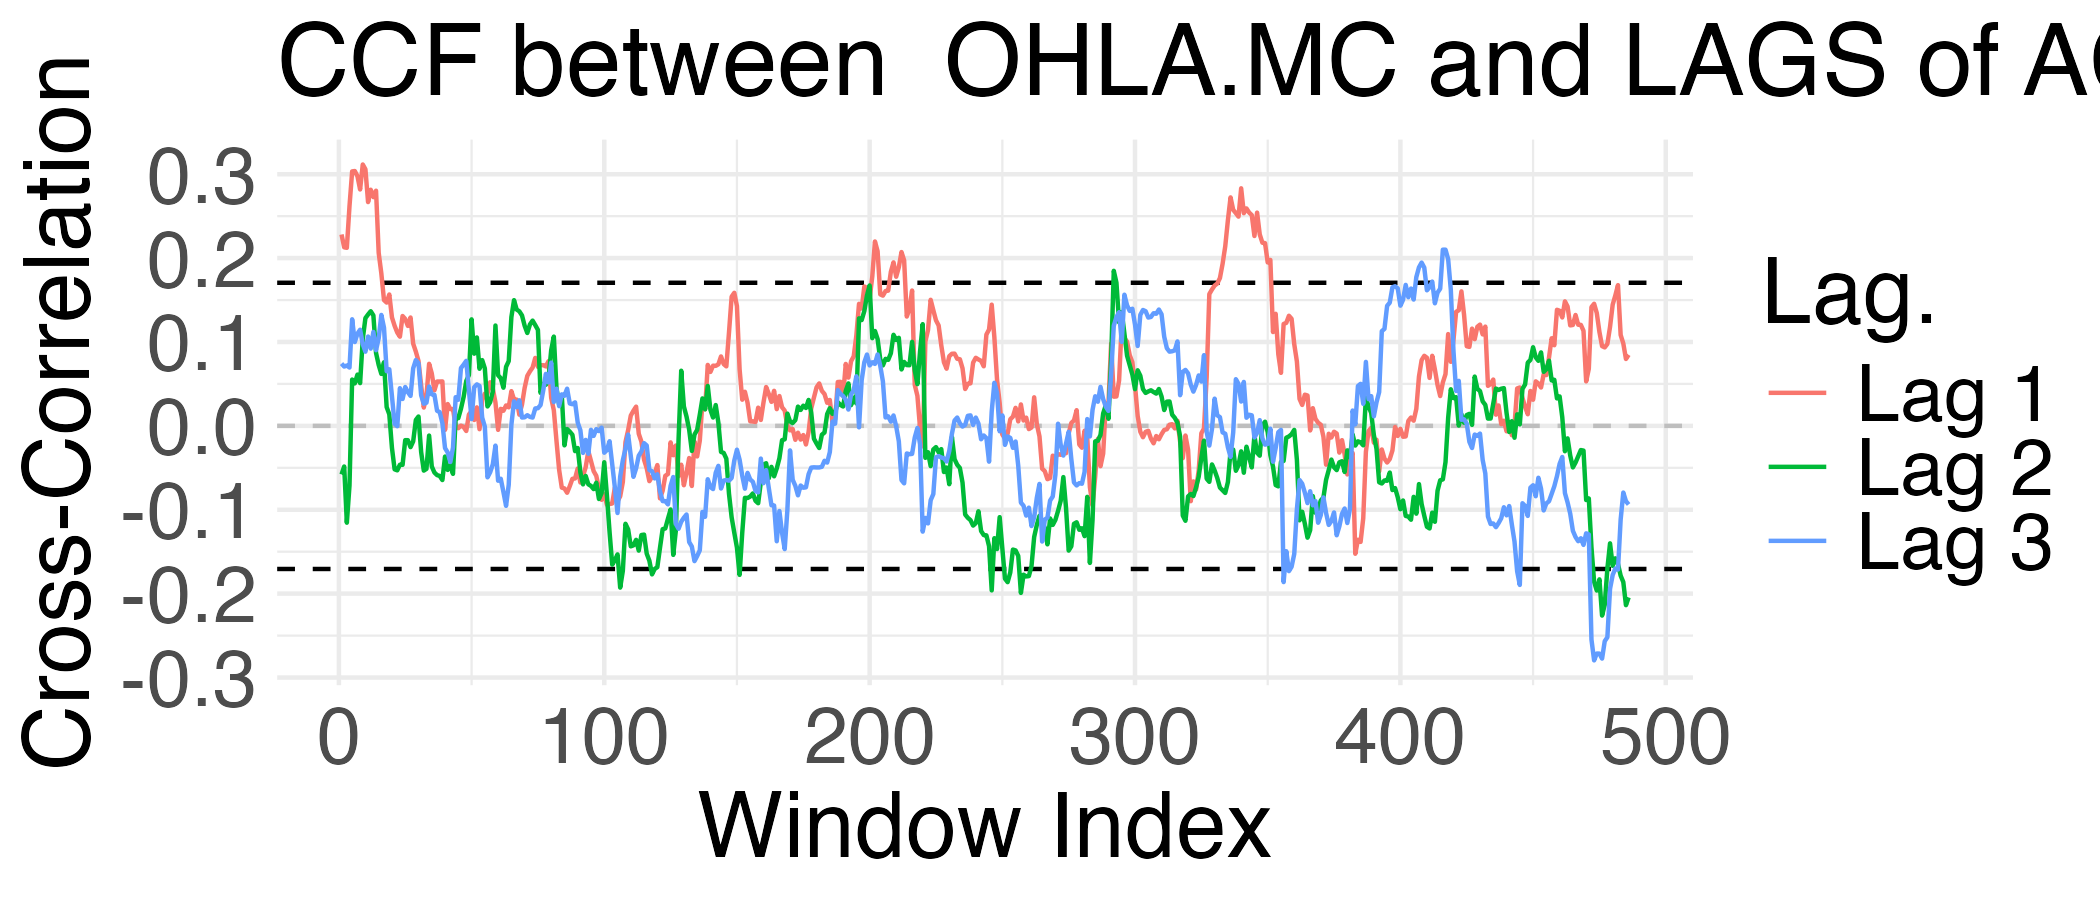 CCF between OHLA.MC and LAGS of
Cross-Correlation
0.3
0.2
0.1
0.0
-0.1
-0.2
-0.3
0 100 200 300 400 500
Window Index
Lag.
Lag 1
Lag 2
Lag 3